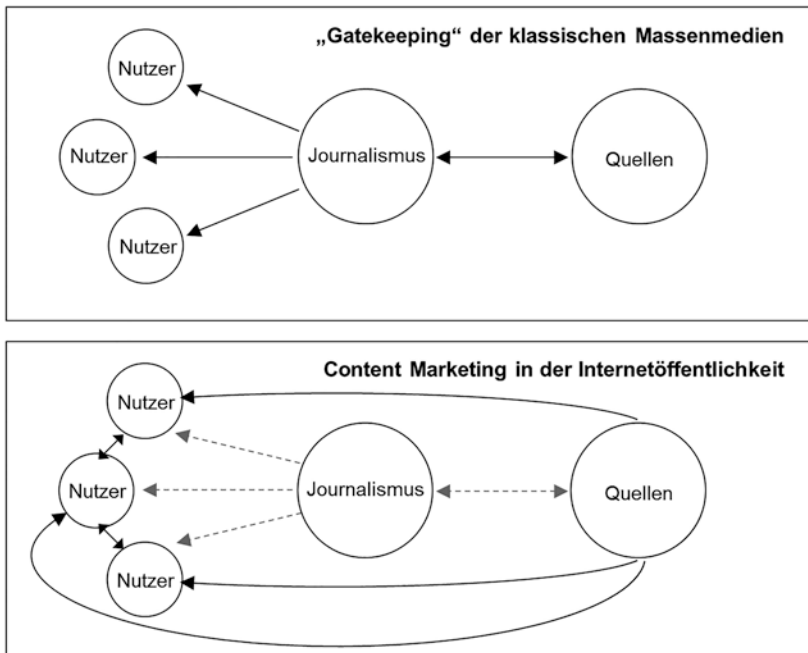 „Gatekeeping“ der klassischen Massenmedien
Nutzer
Nutzer
Journalismus
Quellen
Nutzer
Content Marketing in der Internetöffentlichkeit
Nutzer
Nutzer
Journalismus
Quellen
Nutzer